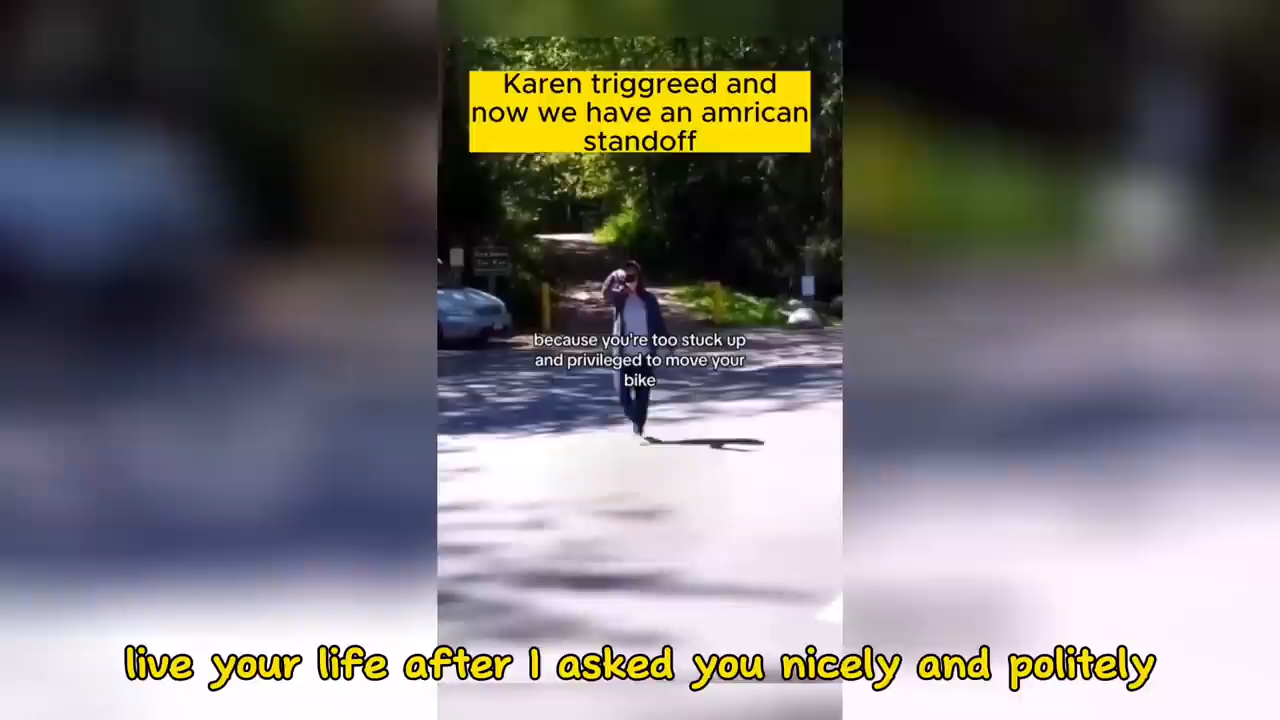 Karen triggreed and
now we have an amrican
standoff
because you're too stuck up
and privileged to move your
bike
live your life after I asked you nicely and politely